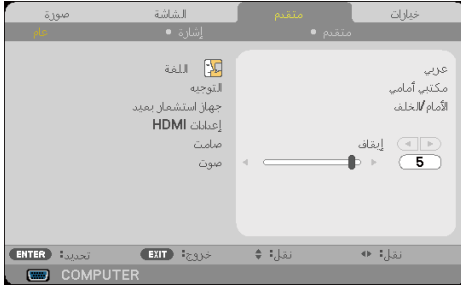 صورة الشاشة متقدم خيارات
عام إشارة ● متقدم ●
اللغة عربي
التوجيه مكتبي أمامي
جهاز استشعار بعيد الأمام/الخلف
إعدادات HDMI
صامت إيقاف
صوت 5
ENTER تحديد: EXIT خروج: نقل: نقل:
COMPUTER